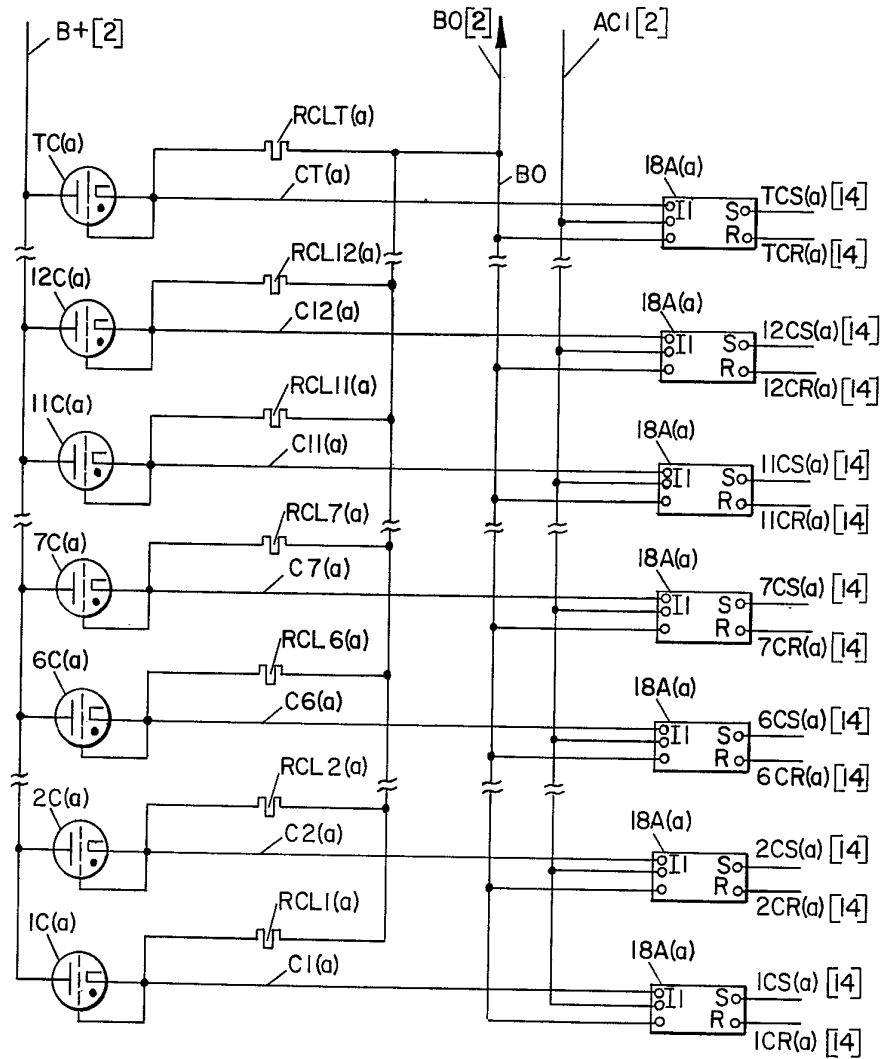 B+[2]
BO[2]
AC1[2]
RCLT(a)
TC(a)
CT(a)
BO
18A(a)
I1
S
R
TCS(a)[14]
TCR(a)[14]
RCL12(a)
12C(a)
C12(a)
18A(a)
I1
S
R
12CS(a)[14]
12CR(a)[14]
RCL11(a)
11C(a)
C11(a)
18A(a)
I1
S
R
11CS(a)[14]
11CR(a)[14]
RCL7(a)
7C(a)
C7(a)
18A(a)
I1
S
R
7CS(a)[14]
7CR(a)[14]
RCL6(a)
6C(a)
C6(a)
18A(a)
I1
S
R
6CS(a)[14]
6CR(a)[14]
RCL2(a)
2C(a)
C2(a)
18A(a)
I1
S
R
2CS(a)[14]
2CR(a)[14]
RCL1(a)
1C(a)
C1(a)
18A(a)
I1
S
R
1CS(a)[14]
1CR(a)[14]